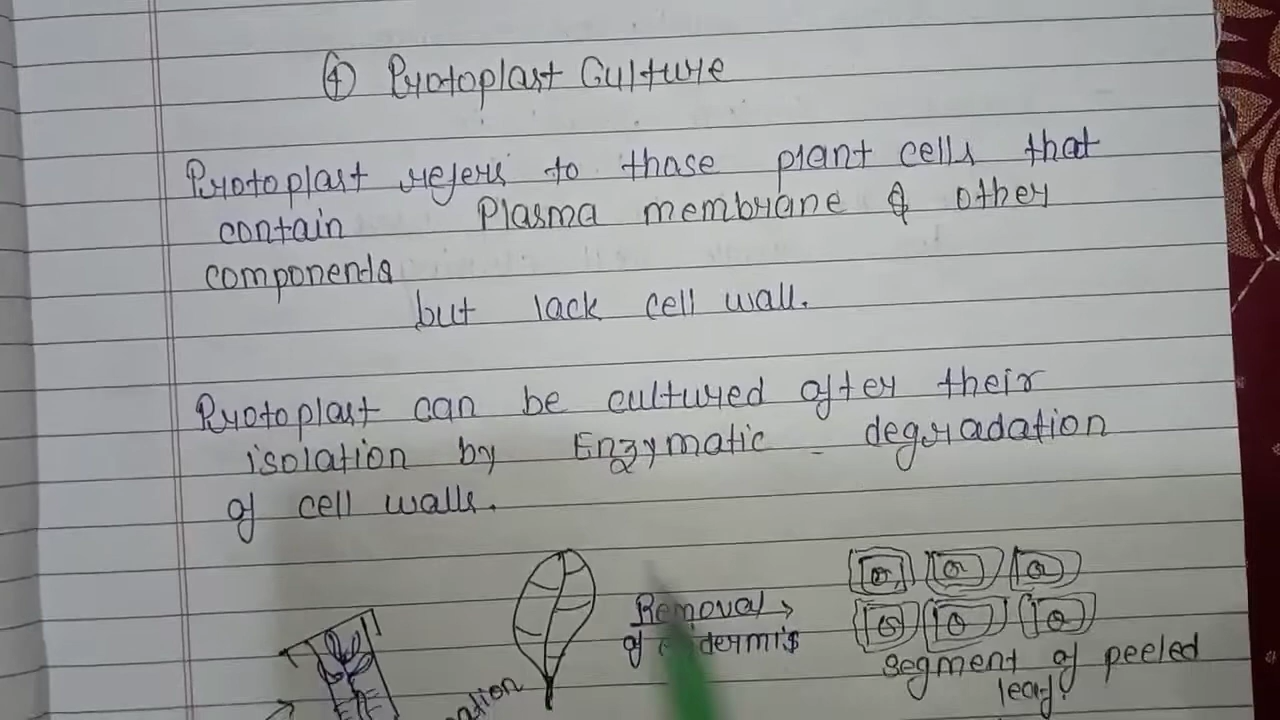 ④ Protoplast Culture
Protoplast refers to those plant cells that
contain Plasma membrane & other
components
but lack cell wall.
Protoplast can be cultured after their
isolation by Enzymatic degradation
of cell walls.
Removal →
of
segment of peeled
leaf.